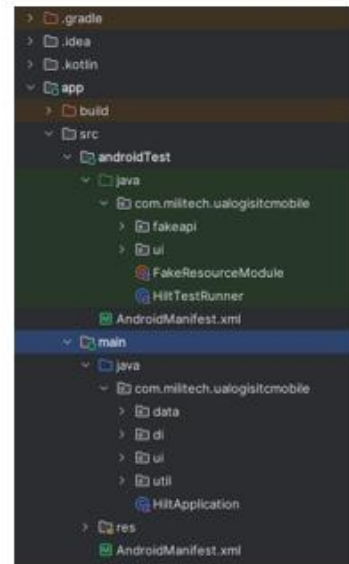 .gradle
.idea
.kotlin
app
build
src
androidTest
java
com.militech.ualogisitcmobile
fakeapi
ui
FakeResourceModule
HiltTestRunner
AndroidManifest.xml
main
java
com.militech.ualogisitcmobile
data
di
ui
util
HiltApplication
res
AndroidManifest.xml